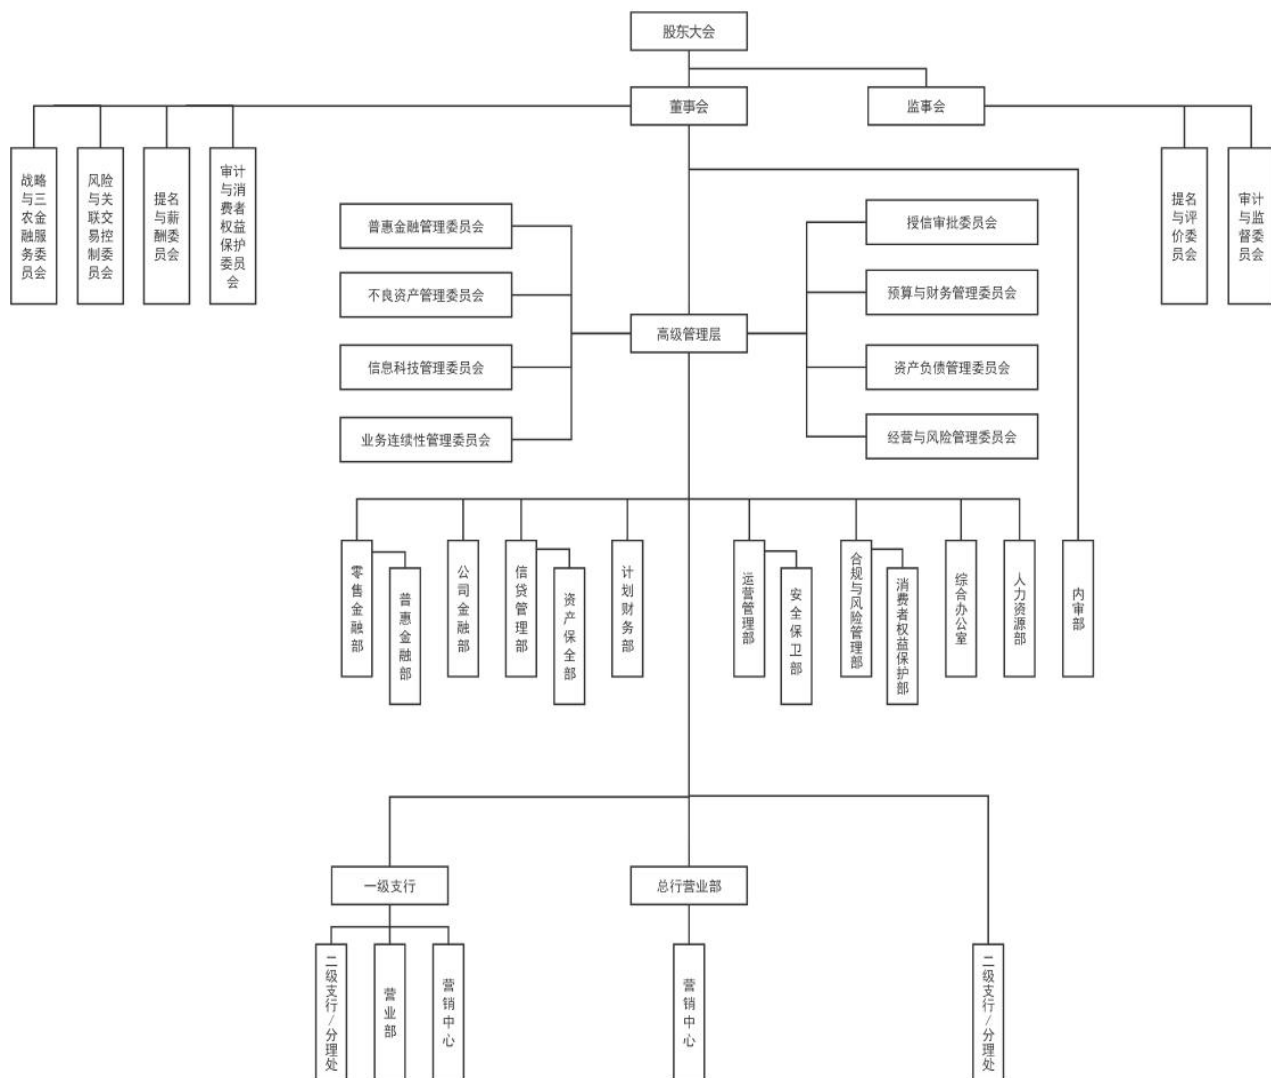 股东大会
董事会
监事会
战略
与三
农金
融服
务委
员会
风险
与关
联交
易控
制委
员会
提名
与薪
酬委
员会
审计
与消
费者
权益
保护
委员
会
提名
与评
价委
员会
审计
与监
督委
员会
普惠金融管理委员会
不良资产管理委员会
信息科技管理委员会
业务连续性管理委员会
高级管理层
授信审批委员会
预算与财务管理委员会
资产负债管理委员会
经营与风险管理委员会
零售金融部
普惠金融部
公司金融部
信贷管理部
资产保全部
计划财务部
运营管理部
安全保卫部
合规与风险管理部
消费者权益保护部
综合办公室
人力资源部
内审部
一级支行
总行营业部
二级支行/分理处
营业部
营销中心
营销中心
二级支行/分理处